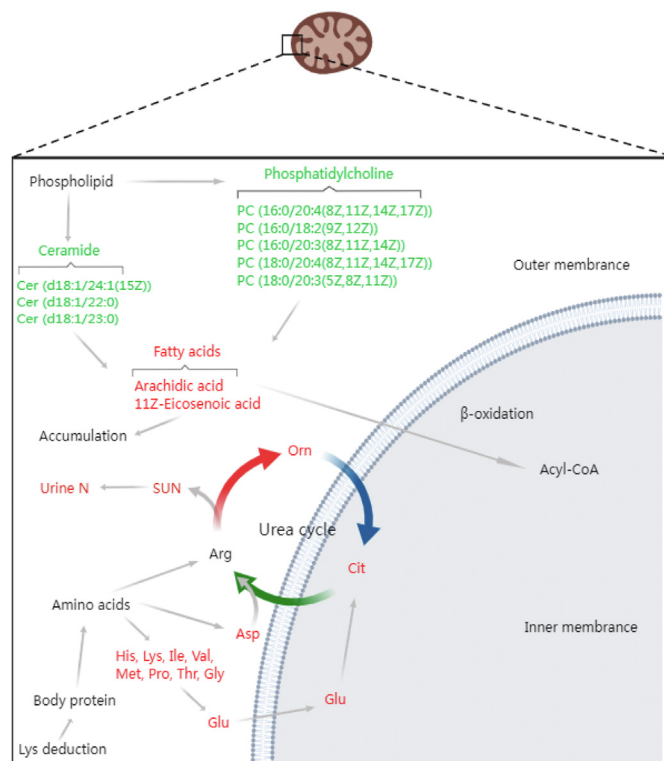 Phospholipid
Phosphatidylcholine
PC (16:0/20:4(8Z,11Z,14Z,17Z))
PC (16:0/18:2(9Z,12Z))
PC (16:0/20:3(8Z,11Z,14Z))
PC (18:0/20:4(8Z,11Z,14Z,17Z))
PC (18:0/20:3(5Z,8Z,11Z))
Ceramide
Cer (d18:1/24:1(15Z))
Cer (d18:1/22:0)
Cer (d18:1/23:0)
Outer membrance
Fatty acids
Arachidic acid
11Z-Eicosenoic acid
Accumulation
β-oxidation
Acyl-CoA
Orn
Urine N
SUN
Urea cycle
Arg
Cit
Amino acids
Asp
Inner membrance
His, Lys, Ile, Val,
Met, Pro, Thr, Gly
Body protein
Glu
Glu
Lys deduction